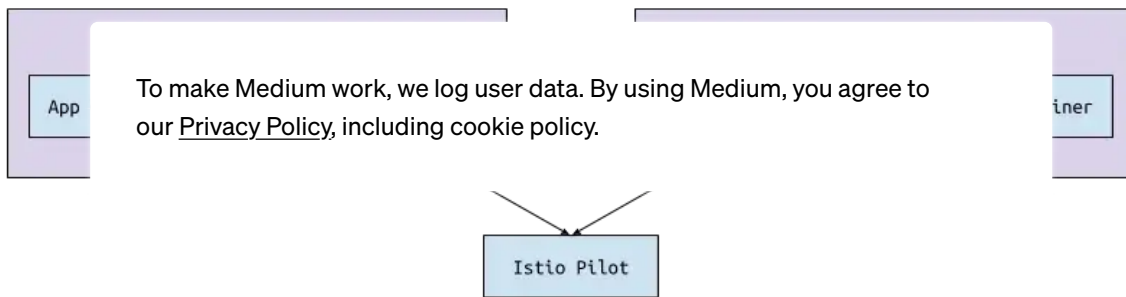 To make Medium work, we log user data. By using Medium, you agree to
our Privacy Policy, including cookie policy.
App
iner
Istio Pilot